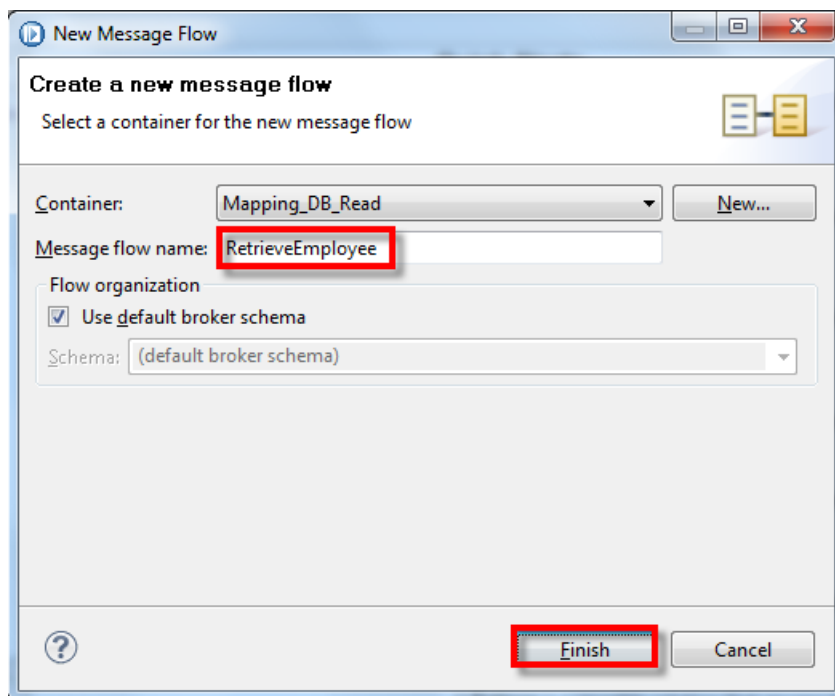 New Message Flow
Create a new message flow
Select a container for the new message flow
Container: Mapping_DB_Read New...
Message flow name: RetrieveEmployee
Flow organization
Use default broker schema
Schema: (default broker schema)
Finish Cancel